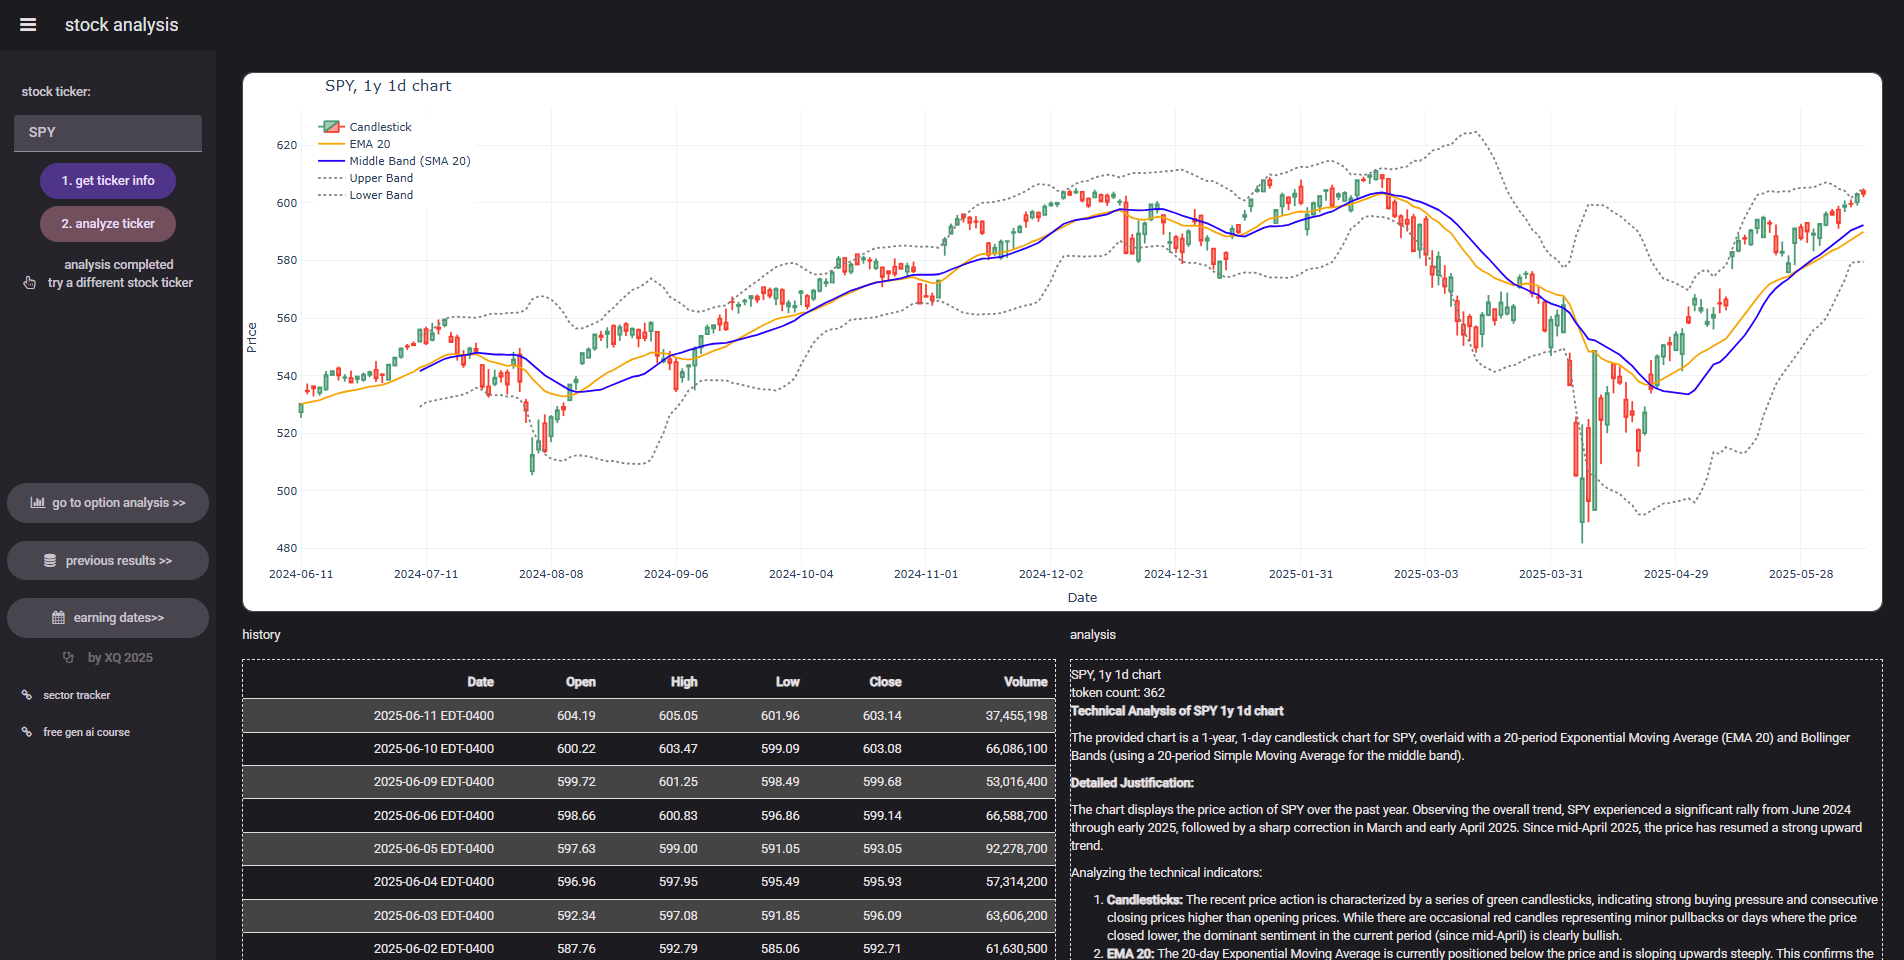 stock analysis
stock ticker:
SPY
1. get ticker info
2. analyze ticker
analysis completed
try a different stock ticker
go to option analysis >>
previous results >>
earning dates>>
by XQ 2025
sector tracker
free gen ai course
SPY, 1y 1d chart
Candlestick
EMA 20
Middle Band (SMA 20)
Upper Band
Lower Band
Price
620
600
580
560
540
520
500
480
2024-06-11 2024-07-11 2024-08-08 2024-09-06 2024-10-04 2024-11-01 2024-12-02 2024-12-31 2025-01-31 2025-03-03 2025-03-31 2025-04-29 2025-05-28
Date
history
Date Open High Low Close Volume
2025-06-11 EDT-0400 604.19 605.05 601.96 603.14 37,455,198
2025-06-10 EDT-0400 600.22 603.47 599.09 603.08 66,086,100
2025-06-09 EDT-0400 599.72 601.25 598.49 599.68 53,016,400
2025-06-06 EDT-0400 598.66 600.83 596.86 599.14 66,588,700
2025-06-05 EDT-0400 597.63 599.00 591.05 593.05 92,278,700
2025-06-04 EDT-0400 596.96 597.95 595.49 595.93 57,314,200
2025-06-03 EDT-0400 592.34 597.08 591.85 596.09 63,606,200
2025-06-02 EDT-0400 587.76 592.79 585.06 592.71 61,630,500
analysis
SPY, 1y 1d chart
token count: 362
Technical Analysis of SPY 1y 1d chart
The provided chart is a 1-year, 1-day candlestick chart for SPY, overlaid with a 20-period Exponential Moving Average (EMA 20) and Bollinger
Bands (using a 20-period Simple Moving Average for the middle band).
Detailed Justification:
The chart displays the price action of SPY over the past year. Observing the overall trend, SPY experienced a significant rally from June 2024
through early 2025, followed by a sharp correction in March and early April 2025. Since mid-April 2025, the price has resumed a strong upward
trend.
Analyzing the technical indicators:
1. Candlesticks: The recent price action is characterized by a series of green candlesticks, indicating strong buying pressure and consecutive
closing prices higher than opening prices. While there are occasional red candles representing minor pullbacks or days where the price
closed lower, the dominant sentiment in the current period (since mid-April) is clearly bullish.
2. EMA 20: The 20-day Exponential Moving Average is currently positioned below the price and is sloping upwards steeply. This confirms the